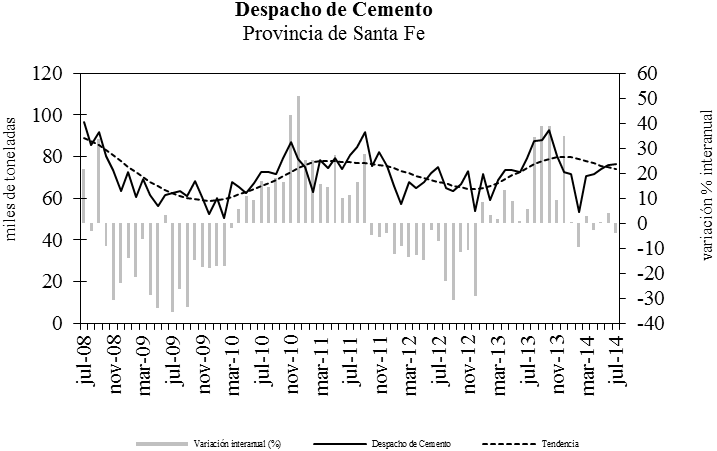 Despacho de Cemento
Provincia de Santa Fe
miles de toneladas
120
100
80
60
40
20
0
60
50
40
30
20
10
0
-10
-20
-30
-40
variación % interanual
jul-08
nov-08
mar-09
jul-09
nov-09
mar-10
jul-10
nov-10
mar-11
jul-11
nov-11
mar-12
jul-12
nov-12
mar-13
jul-13
nov-13
mar-14
jul-14
Variación interanual (%)
Despacho de Cemento
Tendencia